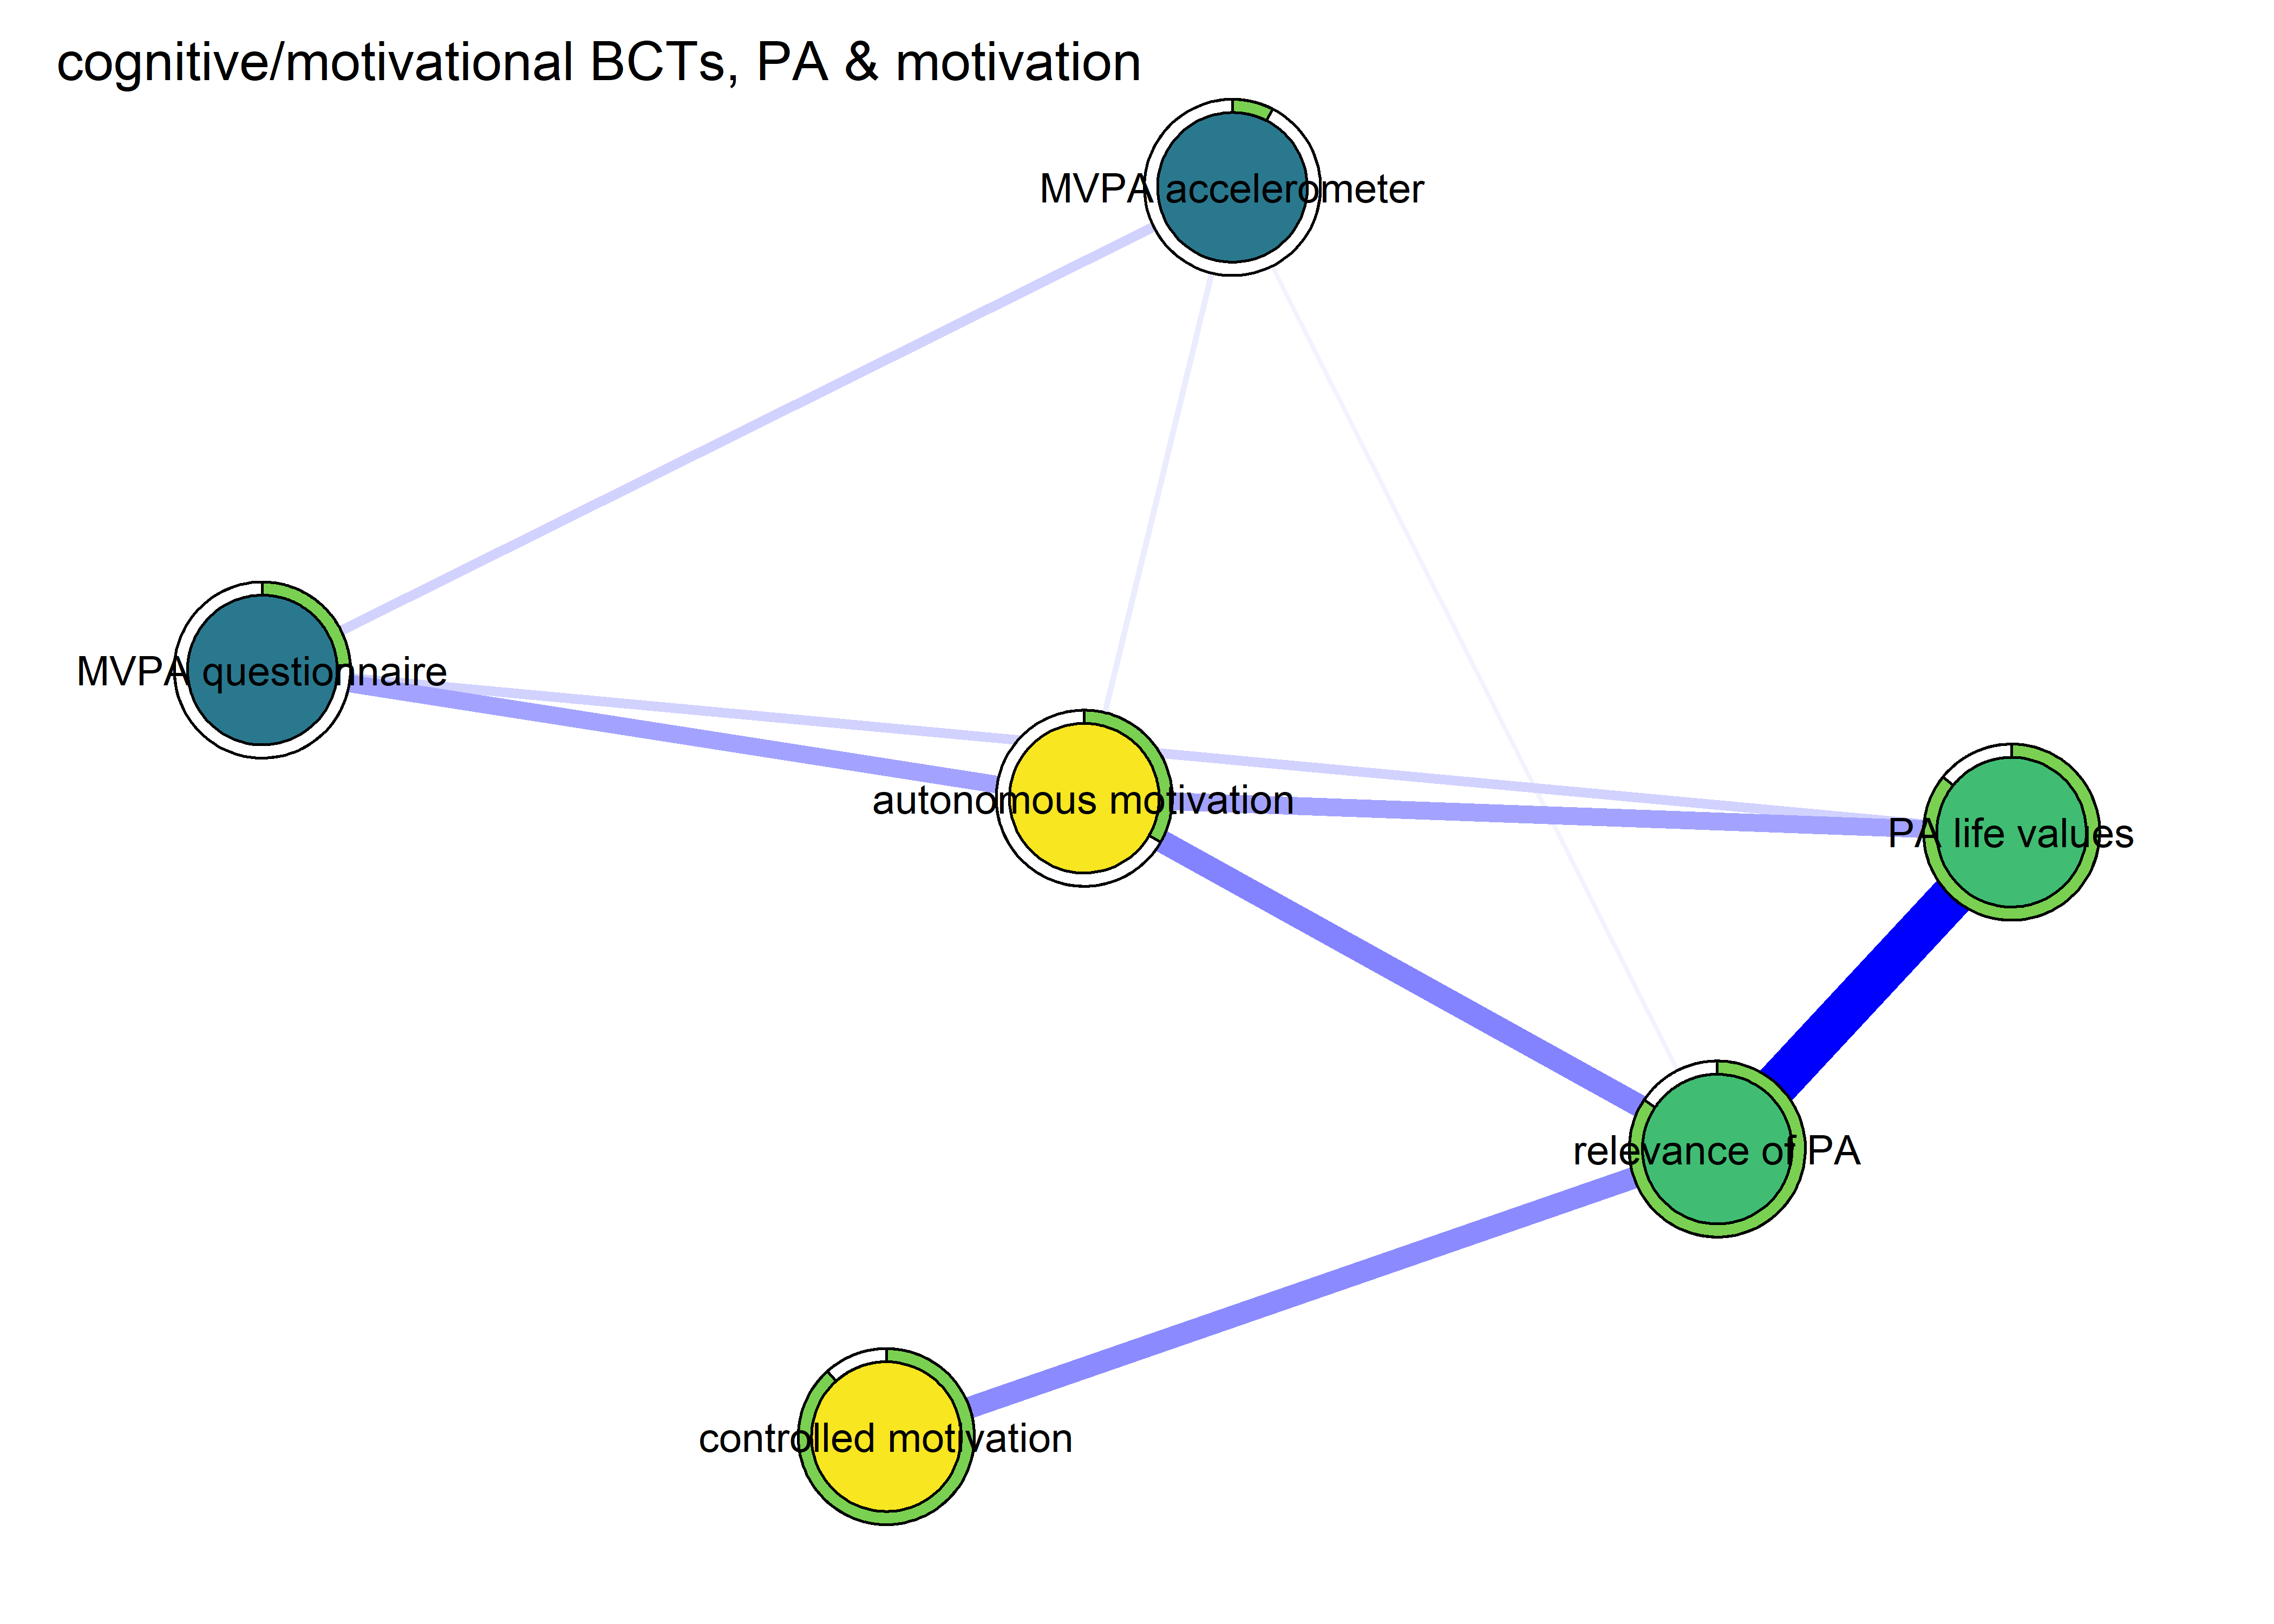 cognitive/motivational BCTs, PA & motivation
MVPA accelerometer
MVPA questionnaire
autonomous motivation
PA life values
relevance of PA
controlled motivation